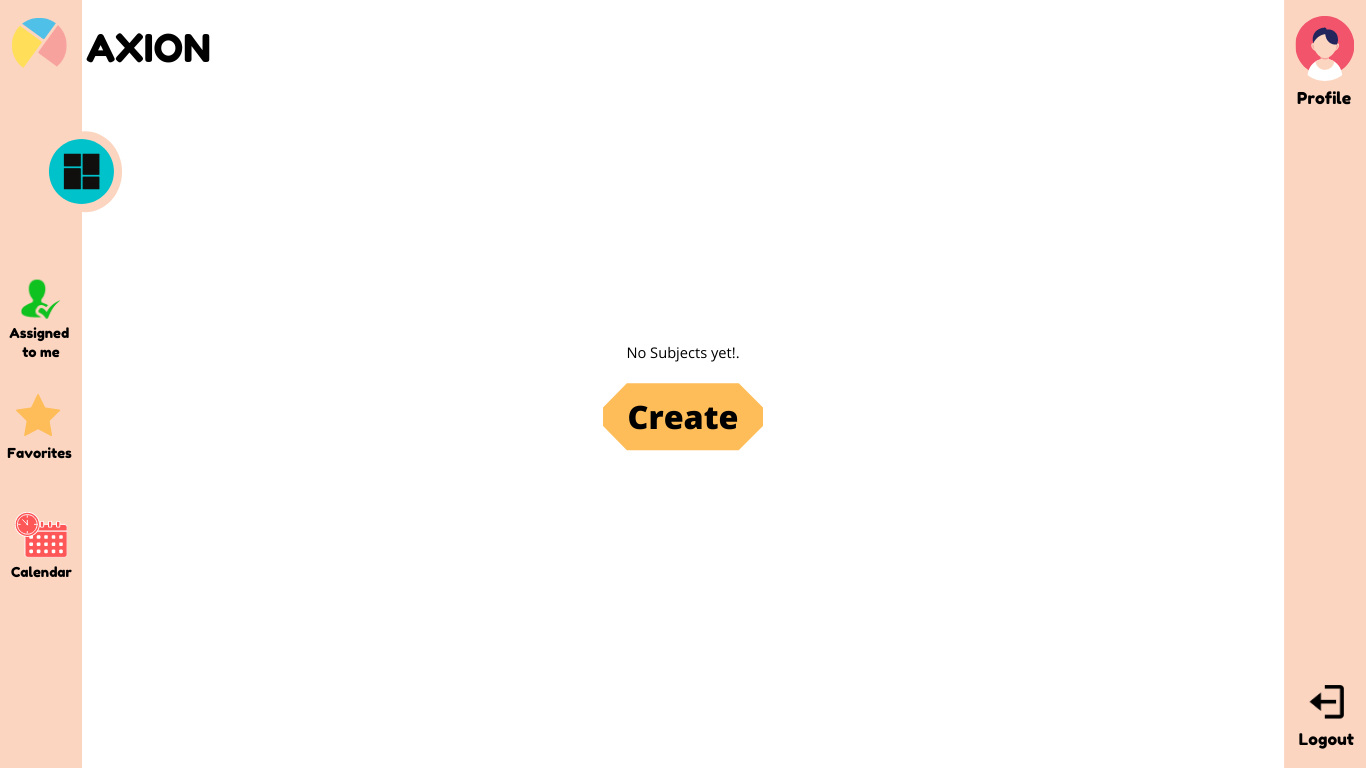 AXION
Profile
Assigned
to me
No Subjects yet!.
Create
Favorites
Calendar
Logout